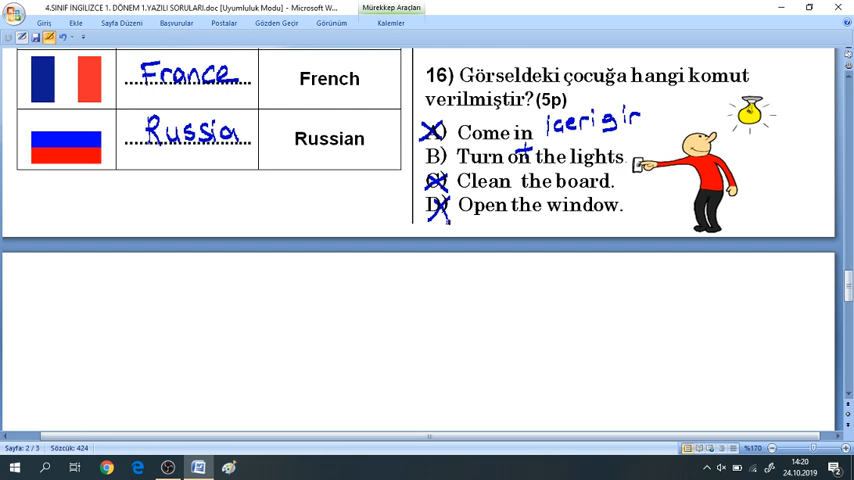 4.SINIF İNGİLİZCE 1. DÖNEM 1.YAZILI SORULARI.doc [Uyumluluk Modu] - Microsoft W...
Mürekkep Araçları
Giriş Ekle Sayfa Düzeni Başvurular Postalar Gözden Geçir Görünüm Kalemler
France French
Russia Russian
16) Görseldeki çocuğa hangi komut
verilmiştir?(5p)
A) Come in içeri gir
B) Turn on the lights.
C) Clean the board.
D) Open the window.
Sayfa: 2 / 3 Sözcük: 424 %170
14:20
24.10.2019
2